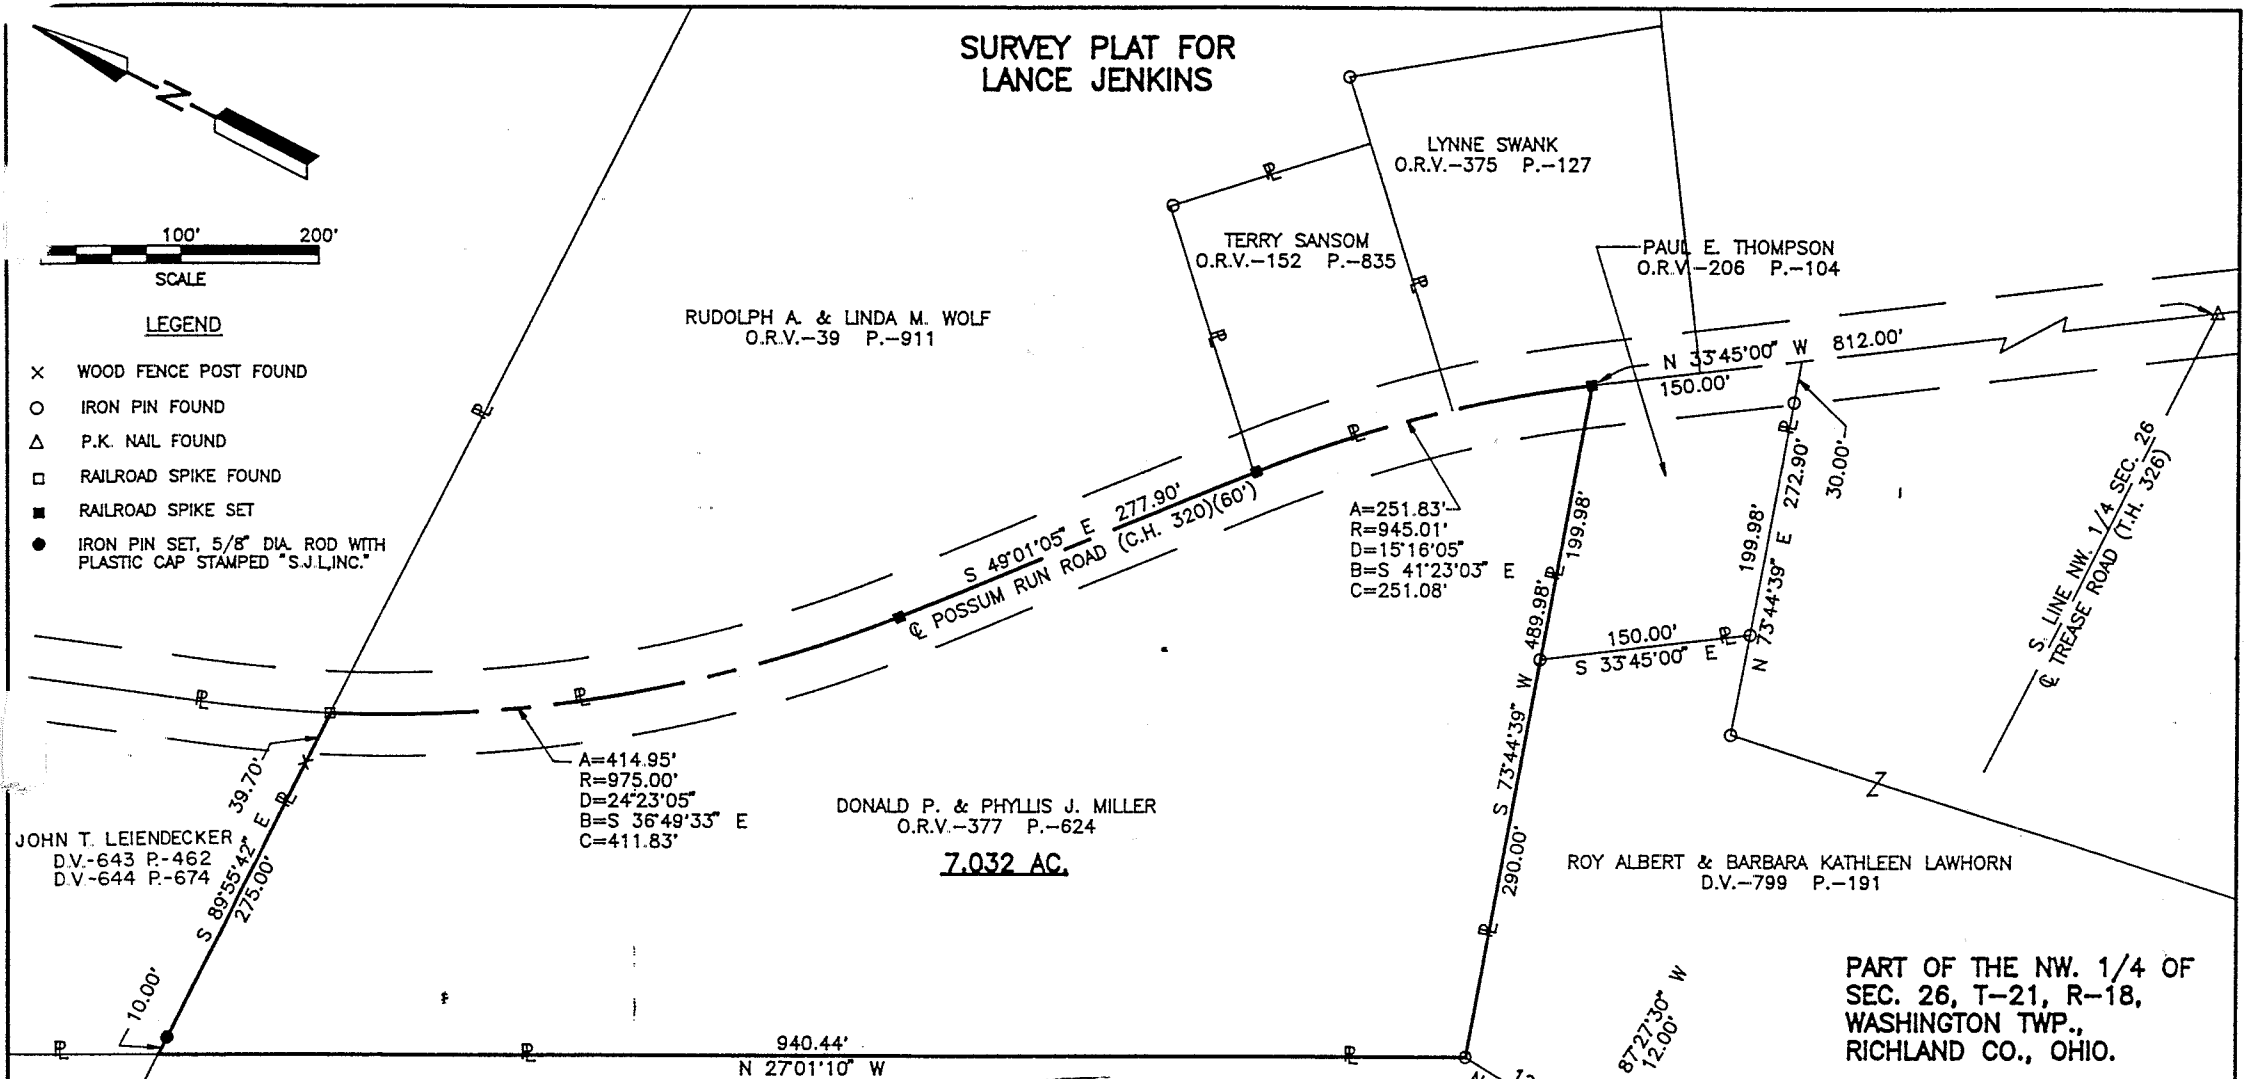 SURVEY PLAT FOR
LANCE JENKINS
N
100' 200'
SCALE
LEGEND
WOOD FENCE POST FOUND
IRON PIN FOUND
P.K. NAIL FOUND
RAILROAD SPIKE FOUND
RAILROAD SPIKE SET
IRON PIN SET, 5/8" DIA. ROD WITH
PLASTIC CAP STAMPED "S.J.L,INC."
LYNNE SWANK
O.R.V.-375 P.-127
TERRY SANSOM
O.R.V.-152 P.-835
PAUL E. THOMPSON
O.R.V.-206 P.-104
RUDOLPH A. & LINDA M. WOLF
O.R.V.-39 P.-911
N 33°45'00" W 812.00'
150.00'
S 49°01'05" E 277.90'
℄ POSSUM RUN ROAD (C.H. 320)(60')
A=251.83'
R=945.01'
D=15°16'05"
B=S 41°23'03" E
C=251.08'
S 73°44'39" W 489.98'
199.98'
290.00'
199.98'
N 73°44'39" E 272.90'
30.00'
150.00'
S 33°45'00" E
S. LINE NW. 1/4 SEC. 26
℄ TREASE ROAD (T.H. 326)
A=414.95'
R=975.00'
D=24°23'05"
B=S 36°49'33" E
C=411.83'
DONALD P. & PHYLLIS J. MILLER
O.R.V.-377 P.-624
7.032 AC.
39.70'
JOHN T. LEIENDECKER
D.V.-643 P.-462
D.V.-644 P.-674
S 89°55'42" E
275.00'
10.00'
ROY ALBERT & BARBARA KATHLEEN LAWHORN
D.V.-799 P.-191
940.44'
N 27°01'10" W
87°27'30" W
12.00'
PART OF THE NW. 1/4 OF
SEC. 26, T-21, R-18,
WASHINGTON TWP.,
RICHLAND CO., OHIO.